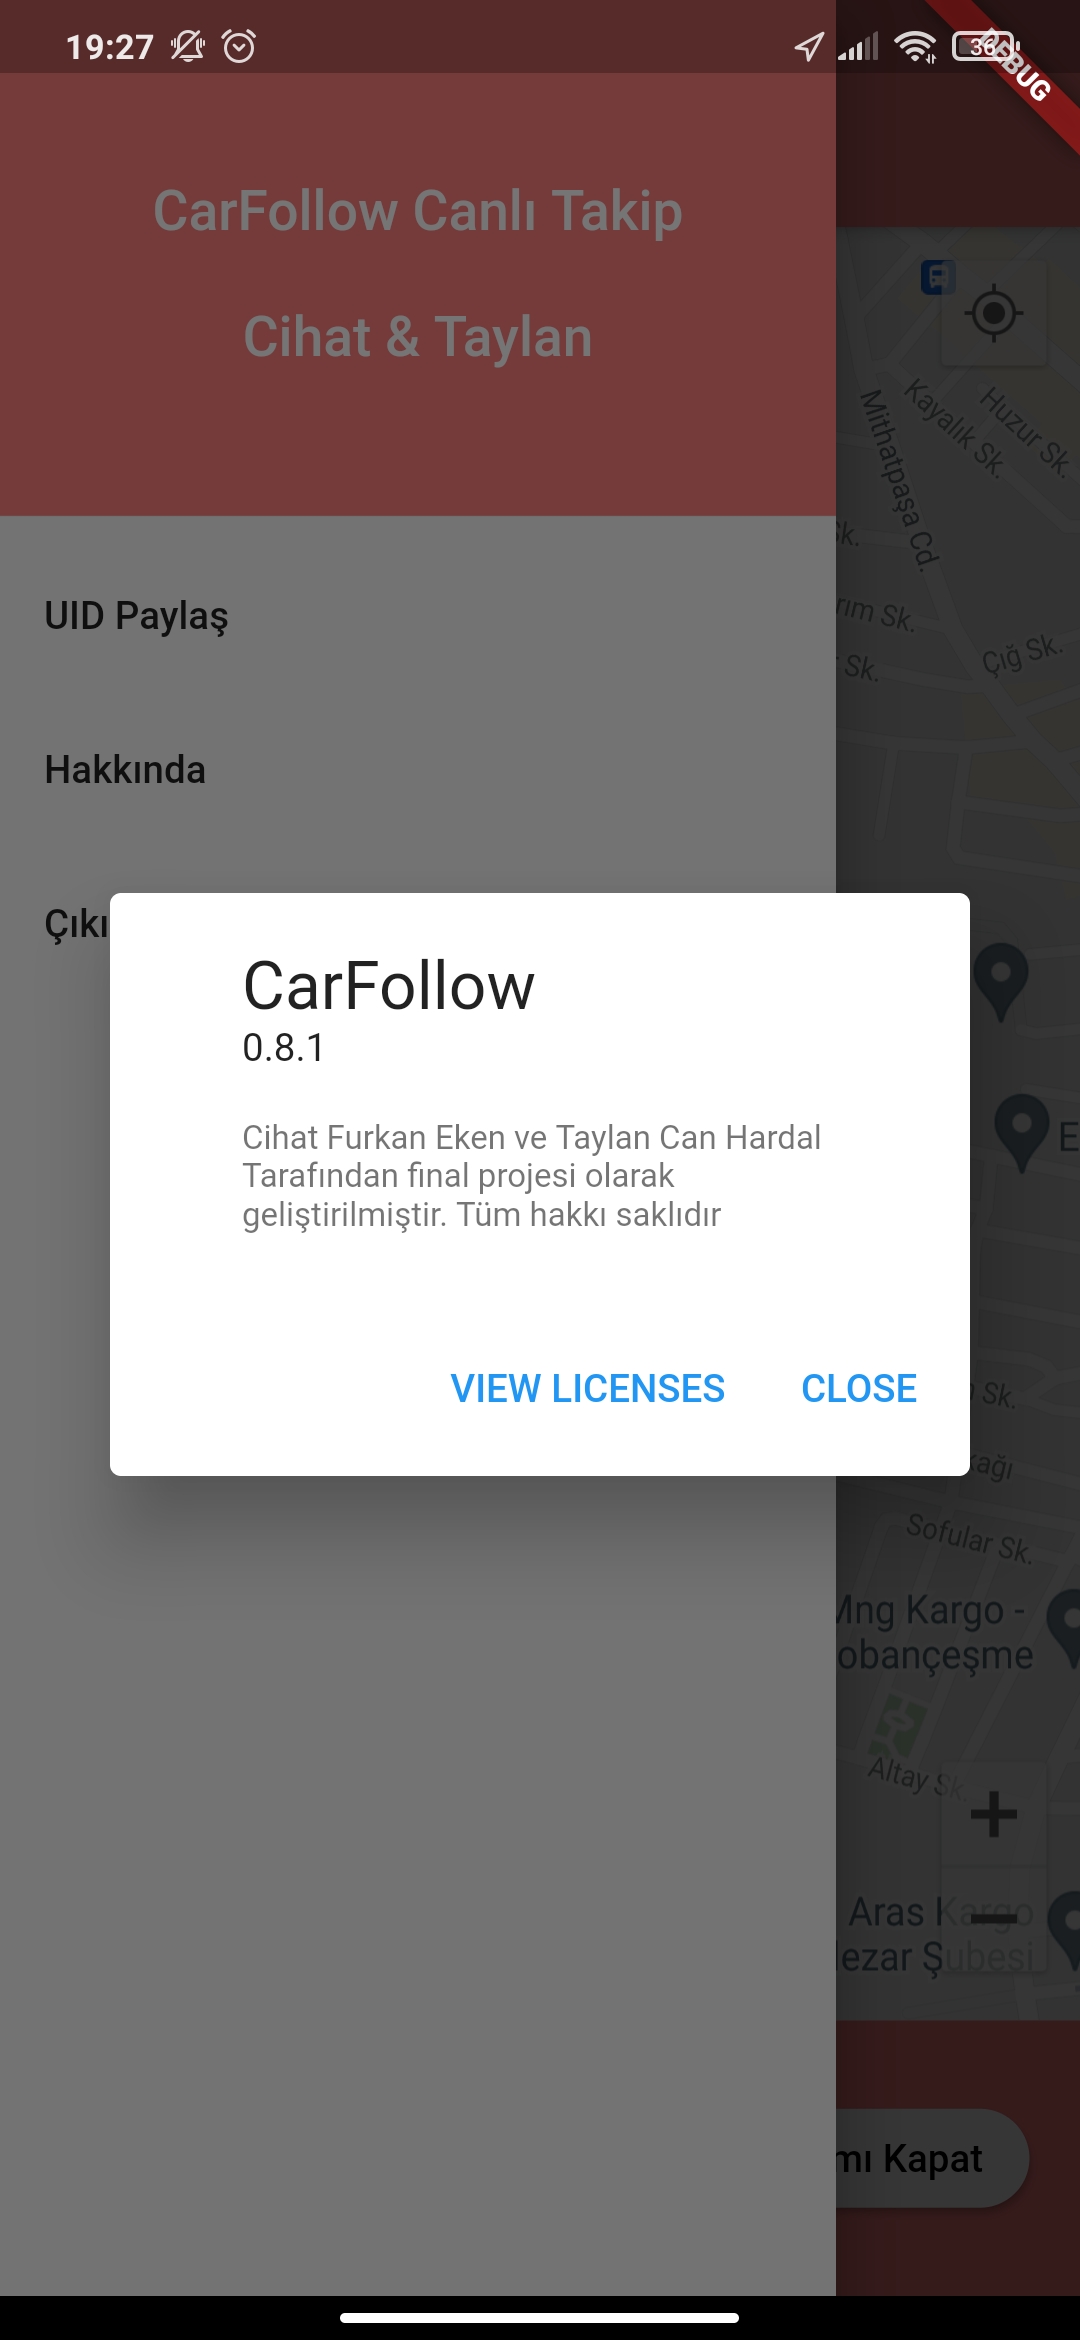 19:27
36
DEBUG
CarFollow Canlı Takip
Cihat & Taylan
Mithatpaşa Cd.
Kayalık Sk.
Huzur Sk.
Sk.
rım Sk.
Sk.
Çığ Sk.
UID Paylaş
Hakkında
Çıkı
CarFollow
0.8.1
Cihat Furkan Eken ve Taylan Can Hardal
Tarafından final projesi olarak
geliştirilmiştir. Tüm hakkı saklıdır
VIEW LICENSES
CLOSE
E
Sk.
kağı
Sofular Sk.
Mng Kargo -
obançeşme
Altay Sk.
Aras Kargo
lezar Şubesi
mı Kapat